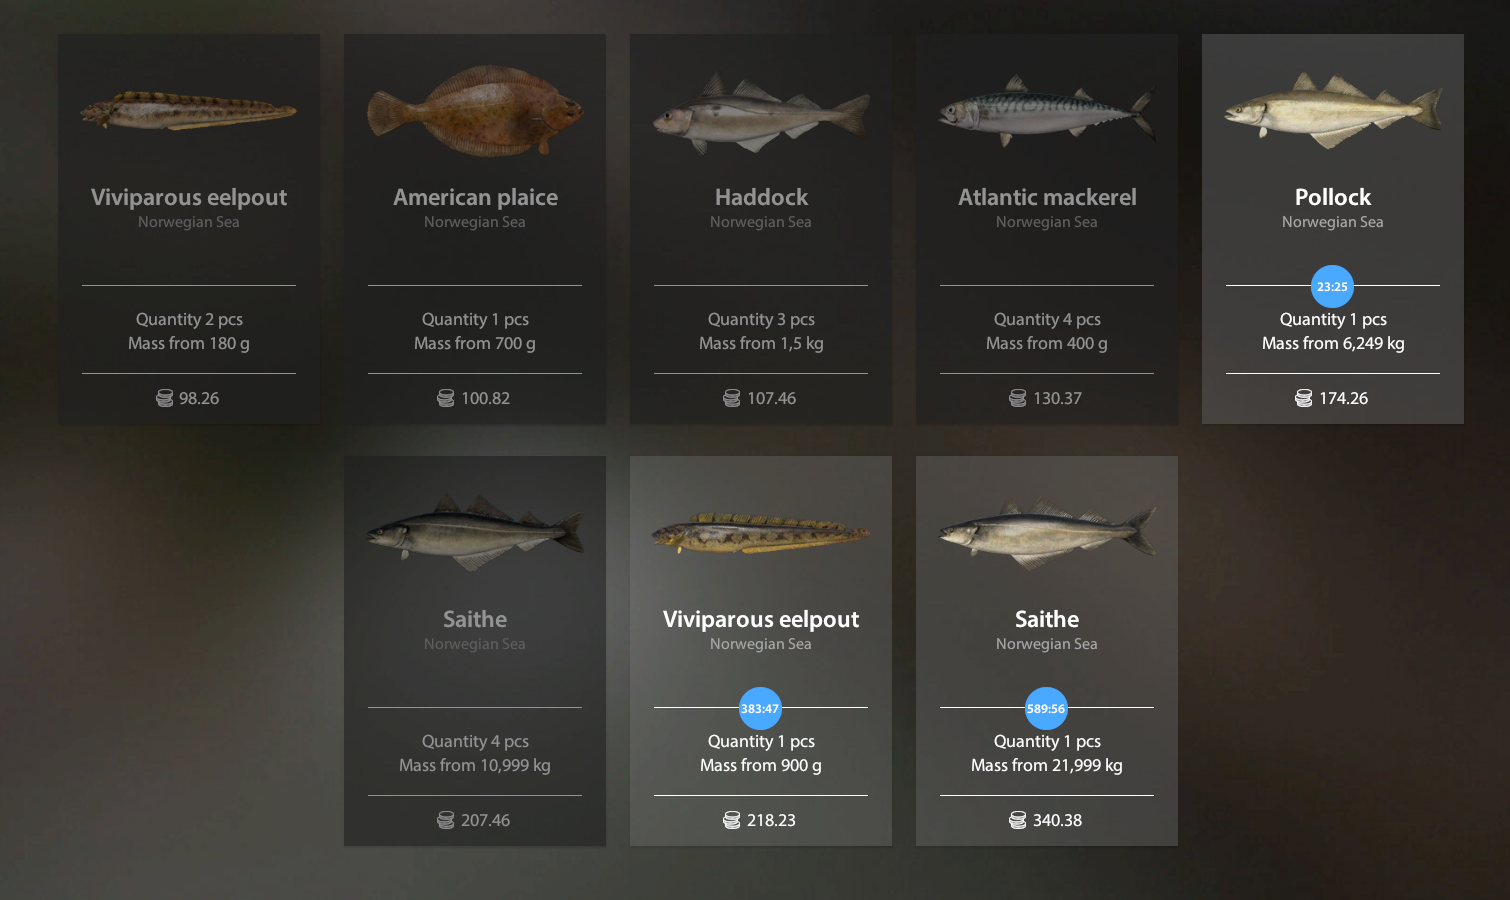 Viviparous eelpout
Norwegian Sea
Quantity 2 pcs
Mass from 180 g
98.26
American plaice
Norwegian Sea
Quantity 1 pcs
Mass from 700 g
100.82
Haddock
Norwegian Sea
Quantity 3 pcs
Mass from 1,5 kg
107.46
Atlantic mackerel
Norwegian Sea
Quantity 4 pcs
Mass from 400 g
130.37
Pollock
Norwegian Sea
23:25
Quantity 1 pcs
Mass from 6,249 kg
174.26
Saithe
Norwegian Sea
Quantity 4 pcs
Mass from 10,999 kg
207.46
Viviparous eelpout
Norwegian Sea
383:47
Quantity 1 pcs
Mass from 900 g
218.23
Saithe
Norwegian Sea
589:56
Quantity 1 pcs
Mass from 21,999 kg
340.38